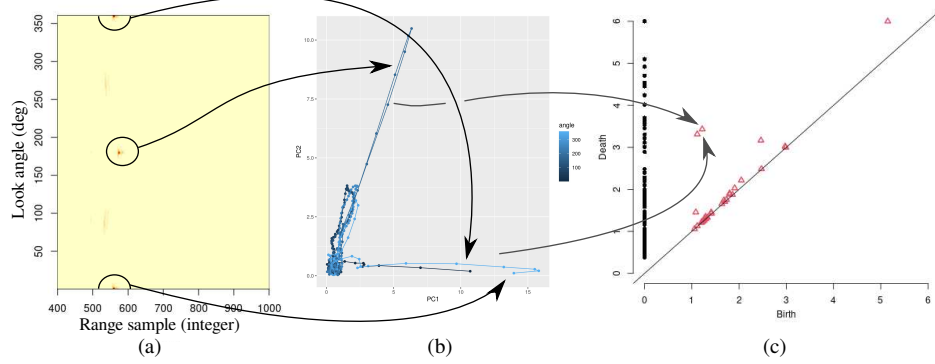 Look angle (deg)
350
300
250
200
150
100
50
400 500 600 700 800 900 1000
Range sample (integer)
(a)
PC2
10.0
7.5
5.0
2.5
0.0
0 5 10 15
PC1
angle
300
200
100
(b)
Death
6
5
4
3
2
1
0
0 1 2 3 4 5 6
Birth
(c)